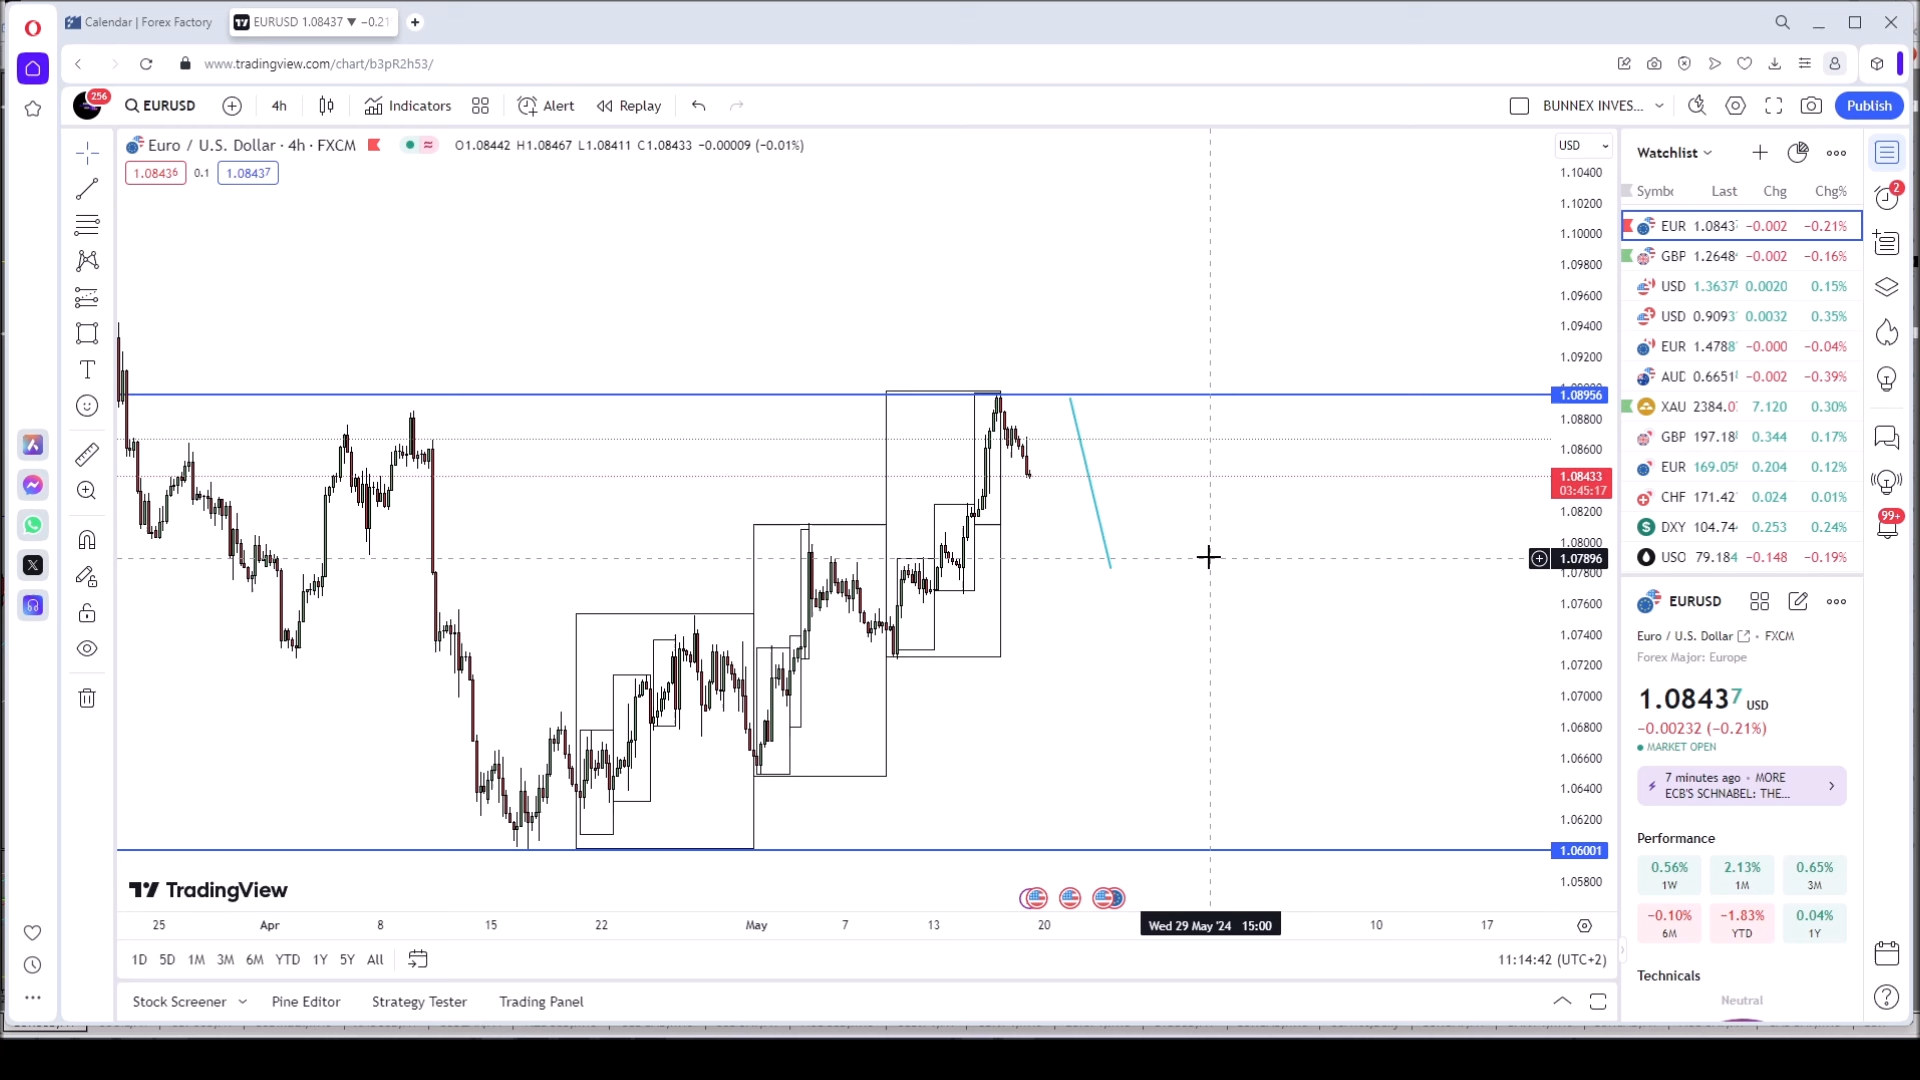 Calendar | Forex Factory
EURUSD 1.08437 ▼ −0.21
www.tradingview.com/chart/b3pR2h53/
256
EURUSD
4h
Indicators
Alert
Replay
BUNNEX INVES...
Publish
Euro / U.S. Dollar · 4h · FXCM
O1.08442 H1.08467 L1.08411 C1.08433 −0.00009 (−0.01%)
1.08436
0.1
1.08437
USD
1.10400
1.10200
1.10000
1.09800
1.09600
1.09400
1.09200
1.08956
1.08800
1.08600
1.08433
03:45:17
1.08200
1.08000
1.07896
1.07800
1.07600
1.07400
1.07200
1.07000
1.06800
1.06600
1.06400
1.06200
1.06001
1.05800
TradingView
25
Apr
8
15
22
May
7
13
20
Wed 29 May '24 15:00
10
17
1D 5D 1M 3M 6M YTD 1Y 5Y All
11:14:42 (UTC+2)
Stock Screener
Pine Editor
Strategy Tester
Trading Panel
Watchlist
Last Chg Chg%
EUR 1.0843 −0.002 −0.21%
GBP 1.2648 −0.002 −0.16%
USD 1.3637 0.0020 0.15%
USD 0.9093 0.0032 0.35%
EUR 1.4788 −0.000 −0.04%
AUD 0.6651 −0.002 −0.39%
XAU 2384.0 7.120 0.30%
GBP 197.18 0.344 0.17%
EUR 169.05 0.204 0.12%
CHF 171.42 0.024 0.01%
DXY 104.74 0.253 0.24%
USO 79.184 −0.148 −0.19%
EURUSD
Euro / U.S. Dollar • FXCM
Forex Major: Europe
1.08437 USD
−0.00232 (−0.21%)
MARKET OPEN
7 minutes ago • MORE
ECB'S SCHNABEL: THE...
Performance
0.56% 2.13% 0.65%
1W 1M 3M
−0.10% −1.83% 0.04%
6M YTD 1Y
Technicals
Neutral
2
99+